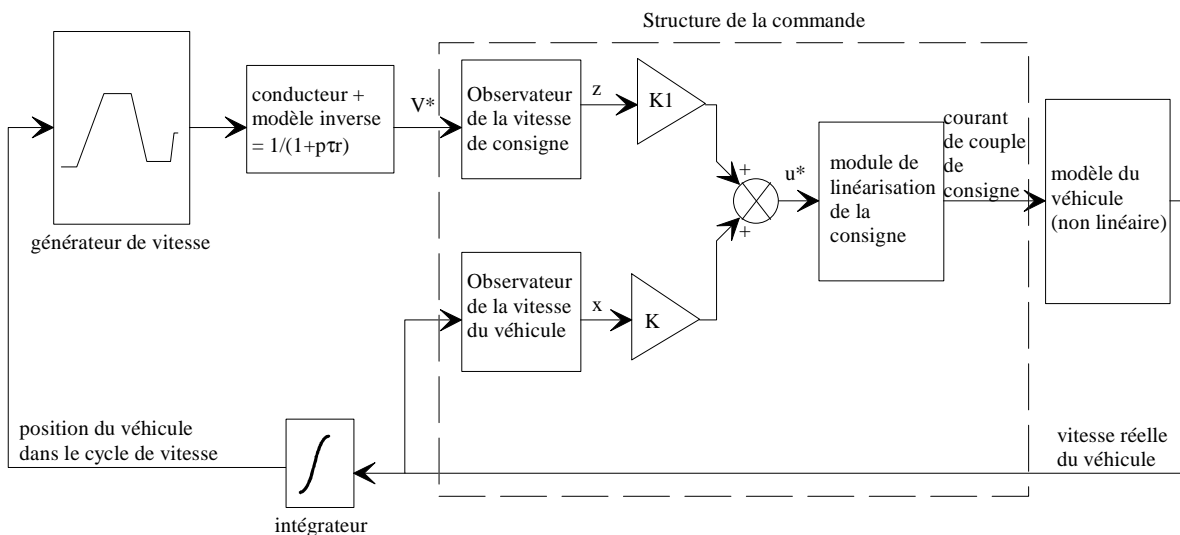 Structure de la commande
générateur de vitesse
conducteur +
modèle inverse
= 1/(1+pτr)
V*
Observateur
de la vitesse
de consigne
z
K1
+
+
u*
module de
linéarisation
de la
consigne
courant
de couple
de
consigne
modèle du
véhicule
(non linéaire)
Observateur
de la vitesse
du véhicule
x
K
position du véhicule
dans le cycle de vitesse
intégrateur
vitesse réelle
du véhicule